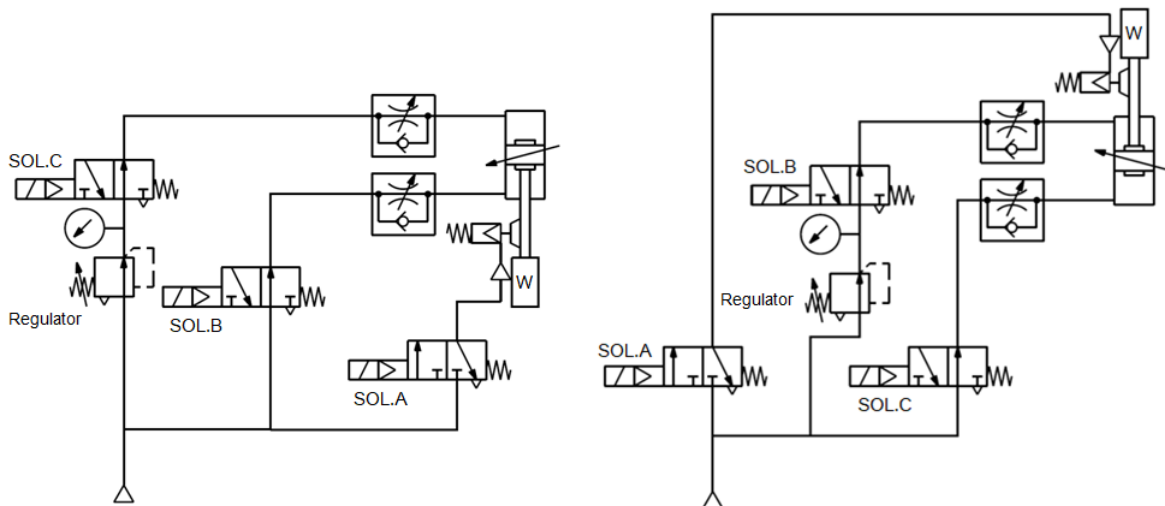 SOL.C
Regulator
SOL.B
SOL.A
W
W
SOL.B
Regulator
SOL.A
SOL.C